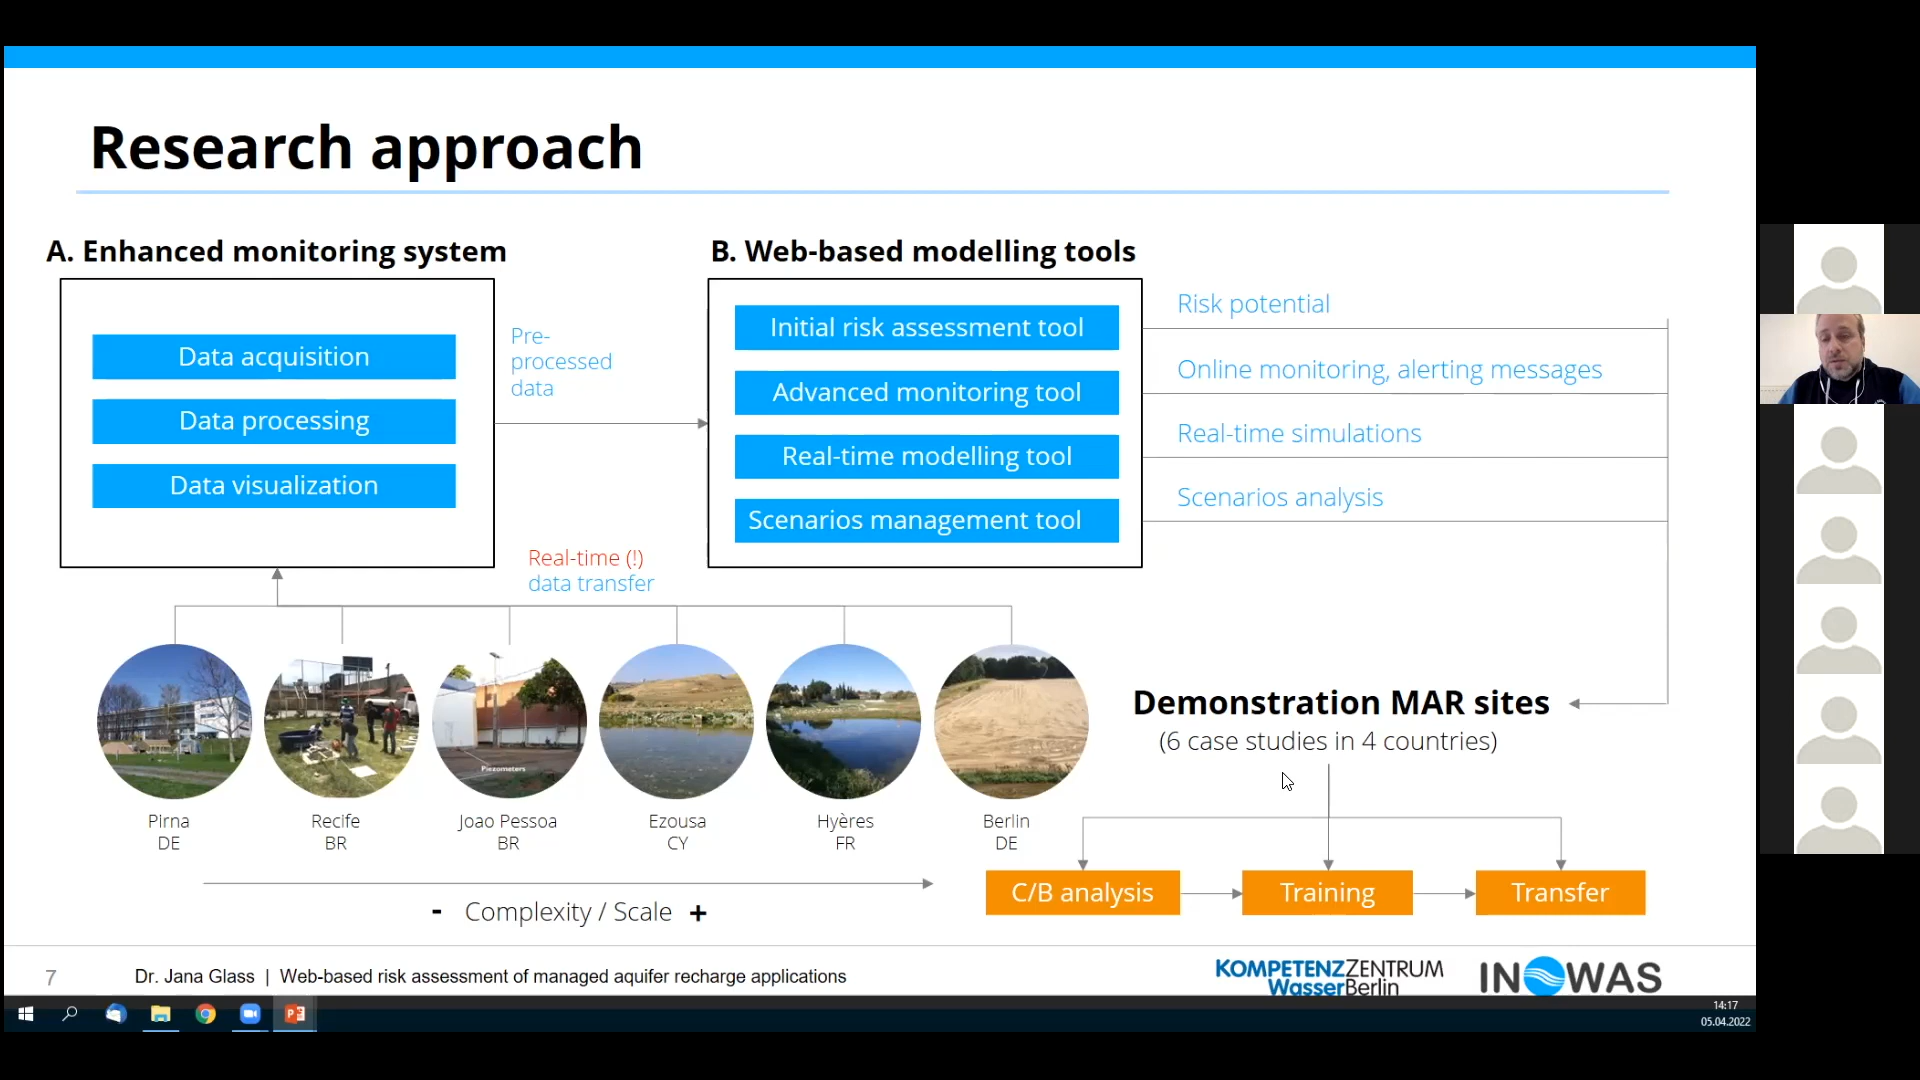 Research approach
A. Enhanced monitoring system
Data acquisition
Data processing
Data visualization
Pre-
processed
data
B. Web-based modelling tools
Initial risk assessment tool
Advanced monitoring tool
Real-time modelling tool
Scenarios management tool
Risk potential
Online monitoring, alerting messages
Real-time simulations
Scenarios analysis
Real-time (!)
data transfer
Piezometers
Pirna
DE
Recife
BR
Joao Pessoa
BR
Ezousa
CY
Hyères
FR
Berlin
DE
- Complexity / Scale +
Demonstration MAR sites
(6 case studies in 4 countries)
C/B analysis
Training
Transfer
7
Dr. Jana Glass | Web-based risk assessment of managed aquifer recharge applications
KOMPETENZZENTRUM
WasserBerlin
INOWAS
14:17
05.04.2022